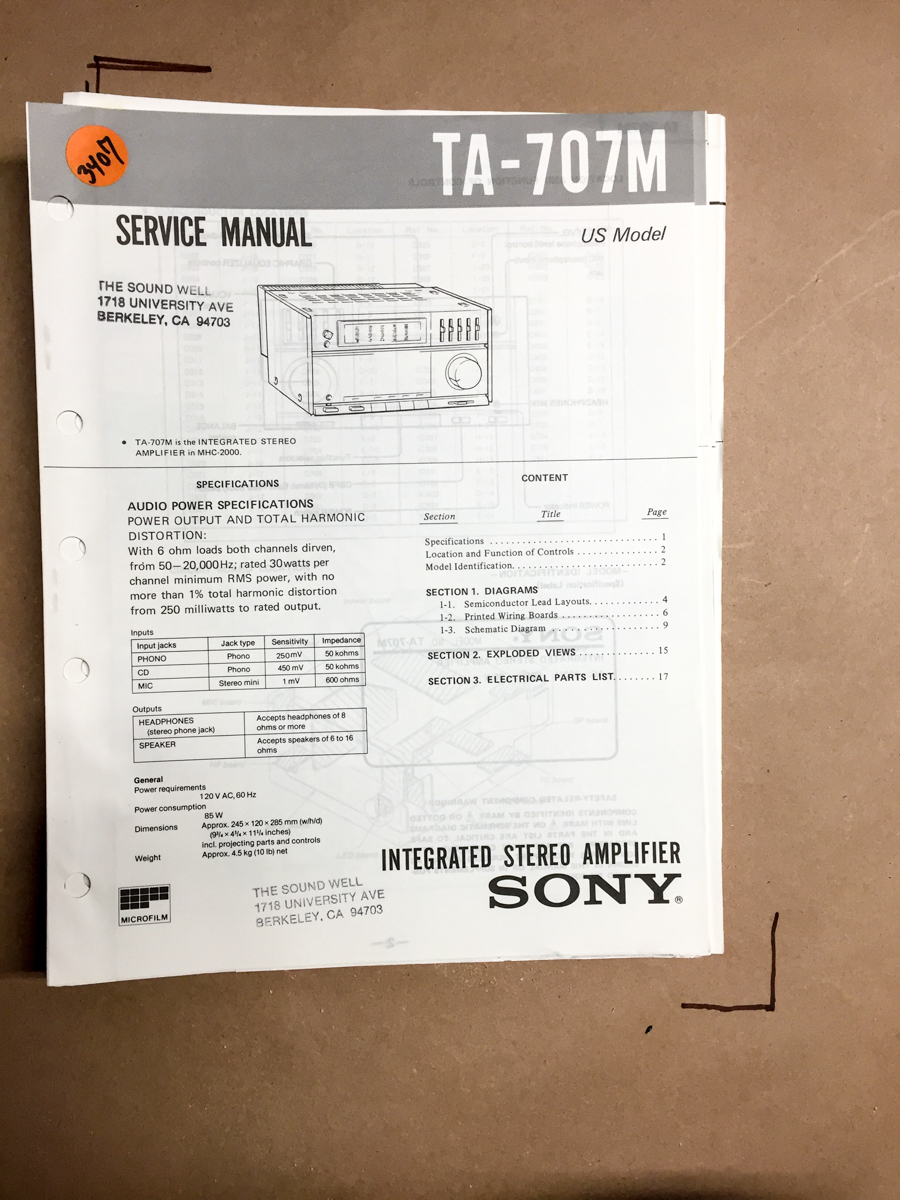 3407
TA-707M
SERVICE MANUAL
US Model
THE SOUND WELL
1718 UNIVERSITY AVE
BERKELEY, CA 94703
● TA-707M is the INTEGRATED STEREO
AMPLIFIER in MHC-2000.
SPECIFICATIONS
AUDIO POWER SPECIFICATIONS
POWER OUTPUT AND TOTAL HARMONIC
DISTORTION:
With 6 ohm loads both channels dirven,
fróm 50—20,000Hz; rated 30watts per
channel minimum RMS power, with no
more than 1% total harmonic distortion
from 250 milliwatts to rated output.
Inputs
Input jacks Jack type Sensitivity Impedance
PHONO Phono 250mV 50 kohms
CD Phono 450 mV 50 kohms
MIC Stereo mini 1 mV 600 ohms
Outputs
HEADPHONES (stereo phone jack) Accepts headphones of 8 ohms or more
SPEAKER Accepts speakers of 6 to 16 ohms
General
Power requirements
120 V AC, 60 Hz
Power consumption
85 W
Dimensions Approx. 245 × 120 × 285 mm (w/h/d)
(9¾ × 4¾ × 11¼ inches)
incl. projecting parts and controls
Weight Approx. 4.5 kg (10 lb) net
CONTENT
Section Title Page
Specifications . . . . . . . . . . . . . . . . . . . . . . . . . . . . 1
Location and Function of Controls . . . . . . . . . . . . . 2
Model Identification. . . . . . . . . . . . . . . . . . . . . . . . 2
SECTION 1. DIAGRAMS
1-1. Semiconductor Lead Layouts. . . . . . . . . . . . 4
1-2. Printed Wiring Boards . . . . . . . . . . . . . . . . . 6
1-3. Schematic Diagram . . . . . . . . . . . . . . . . . . . 9
SECTION 2. EXPLODED VIEWS . . . . . . . . . . . . . 15
SECTION 3. ELECTRICAL PARTS LIST. . . . . . . 17
INTEGRATED STEREO AMPLIFIER
SONY®
MICROFILM
THE SOUND WELL
1718 UNIVERSITY AVE
BERKELEY, CA 94703